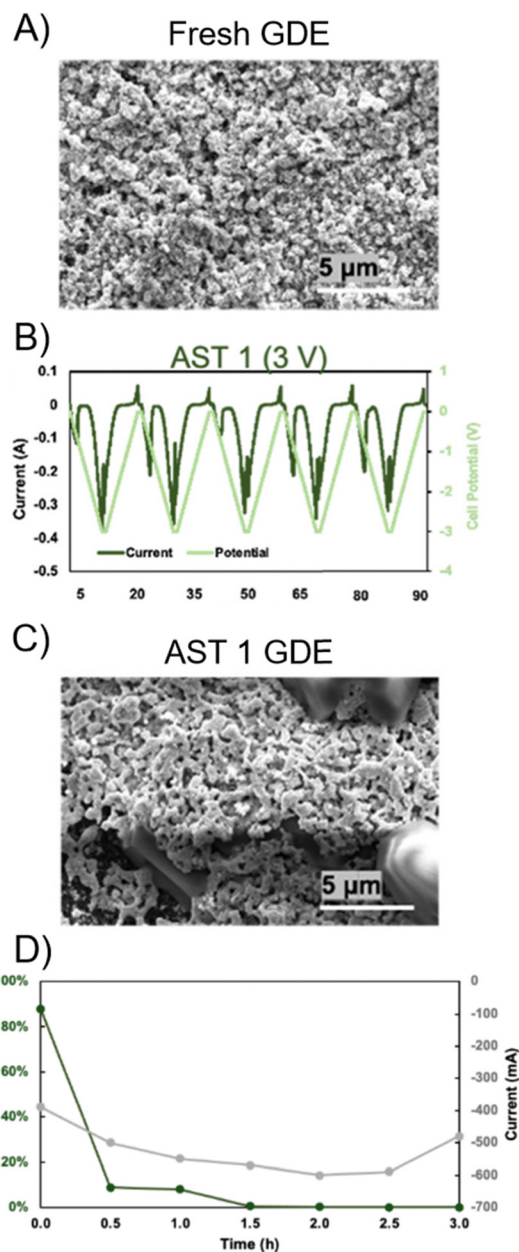 A)
Fresh GDE
5 μm
B)
AST 1 (3 V)
0.1
0
-0.1
-0.2
-0.3
-0.4
-0.5
Current (A)
1
0
-1
-2
-3
-4
Cell Potential (V)
Current
Potential
5 20 35 50 65 80 90
C)
AST 1 GDE
5 μm
D)
00%
80%
60%
40%
20%
0%
0
-100
-200
-300
-400
-500
-600
-700
Current (mA)
0.0 0.5 1.0 1.5 2.0 2.5 3.0
Time (h)